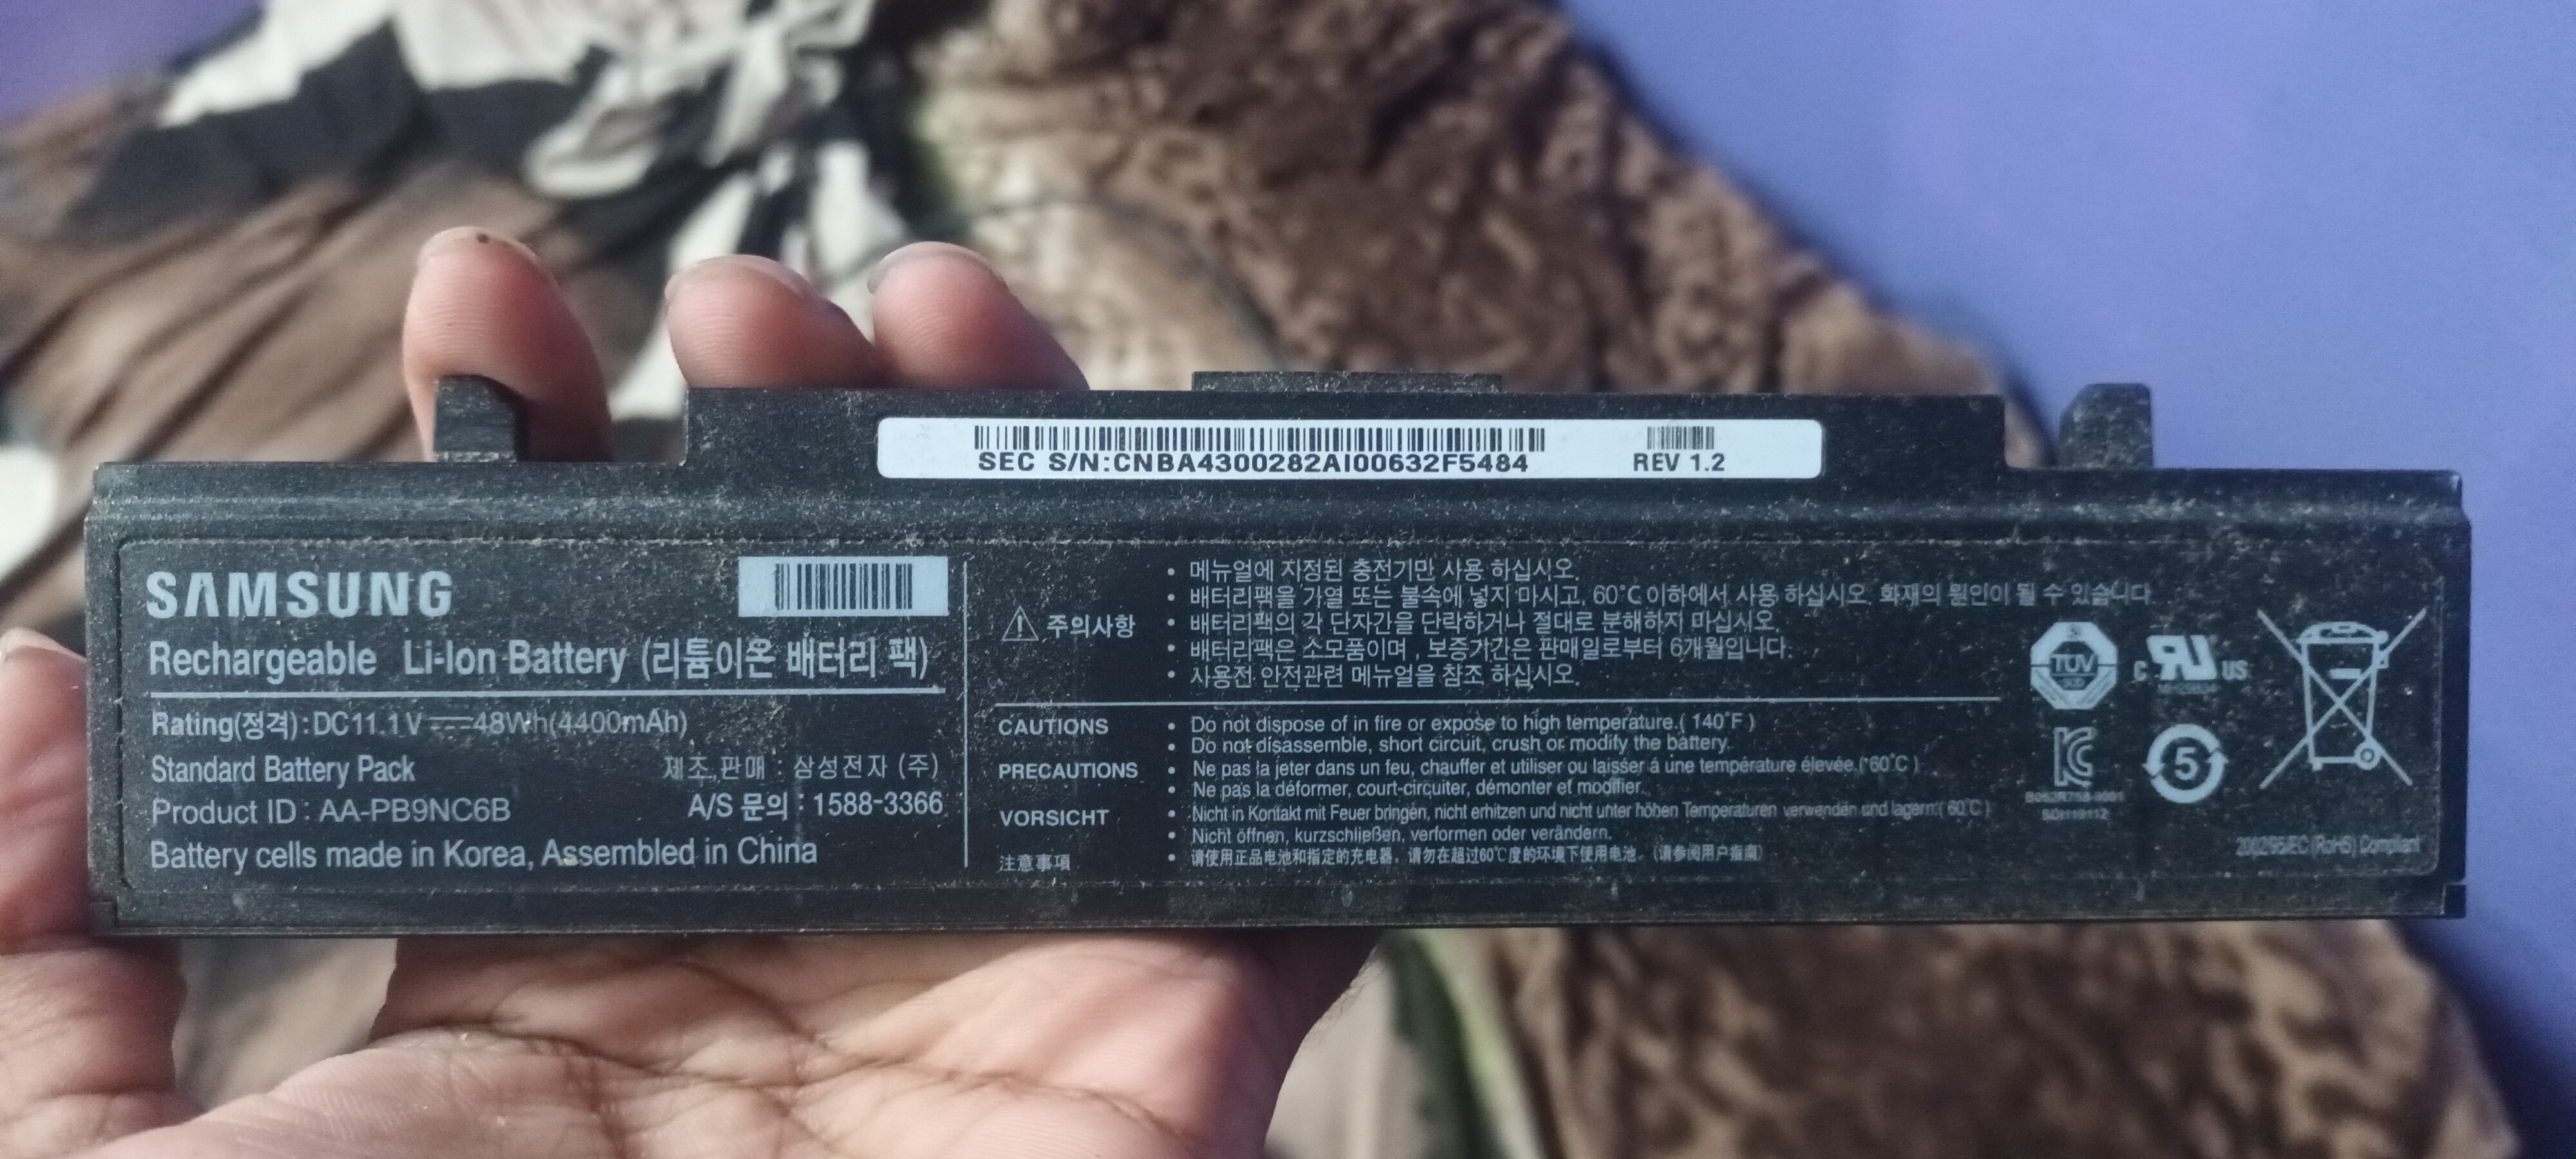 SEC S/N:CNBA4300282AI00632F5484
REV 1.2
SAMSUNG
Rechargeable Li-Ion Battery (리튬이온 배터리 팩)
Rating(정격):DC11.1V 48Wh(4400mAh)
Standard Battery Pack
제조,판매 : 삼성전자 (주)
Product ID : AA-PB9NC6B
A/S 문의 : 1588-3366
Battery cells made in Korea, Assembled in China
주의사항
• 메뉴얼에 지정된 충전기만 사용 하십시오.
• 배터리팩을 가열 또는 불속에 넣지 마시고, 60°C 이하에서 사용 하십시오. 화재의 원인이 될 수 있습니다.
• 배터리팩의 각 단자간을 단락하거나 절대로 분해하지 마십시오.
• 배터리팩은 소모품이며, 보증기간은 판매일로부터 6개월입니다.
• 사용전 안전관련 메뉴얼을 참조 하십시오.
CAUTIONS
• Do not dispose of in fire or expose to high temperature.( 140°F )
• Do not disassemble, short circuit, crush or modify the battery.
PRECAUTIONS
• Ne pas la jeter dans un feu, chauffer et utiliser ou laisser á une température élevée.(*60°C )
• Ne pas la déformer, court-circuiter, démonter et modifier.
VORSICHT
• Nicht in Kontakt mit Feuer bringen, nicht erhitzen und nicht unter höhen Temperaturen verwenden und lagern.( 60°C )
• Nicht öffnen, kurzschließen, verformen oder verändern.
注意事項
• 请使用正品电池和指定的充电器。请勿在超过60°C度的环境下使用电池。(请参阅用户指南)
TUV
SUD
C US
5
2002/95/EC (RoHS) Compliant